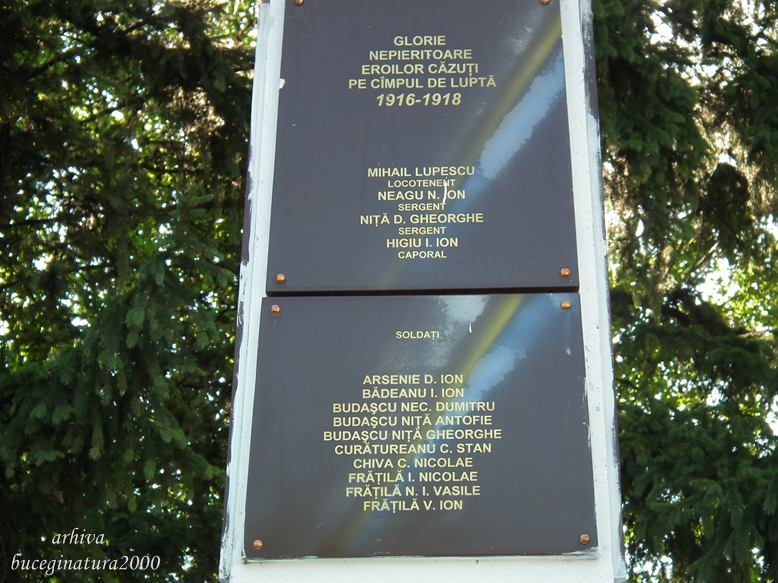 GLORIE
NEPIERITOARE
EROILOR CĂZUȚI
PE CÎMPUL DE LUPTĂ
1916-1918
MIHAIL LUPESCU
LOCOTENENT
NEAGU N. ION
SERGENT
NIȚĂ D. GHEORGHE
SERGENT
HIGIU I. ION
CAPORAL
SOLDAȚI
ARSENIE D. ION
BĂDEANU I. ION
BUDAȘCU NEC. DUMITRU
BUDAȘCU NIȚĂ ANTOFIE
BUDAȘCU NIȚĂ GHEORGHE
CURĂTUREANU C. STAN
CHIVA C. NICOLAE
FRĂȚILĂ I. NICOLAE
FRĂȚILĂ N. I. VASILE
FRĂȚILĂ V. ION
arhiva
buceginatura2000